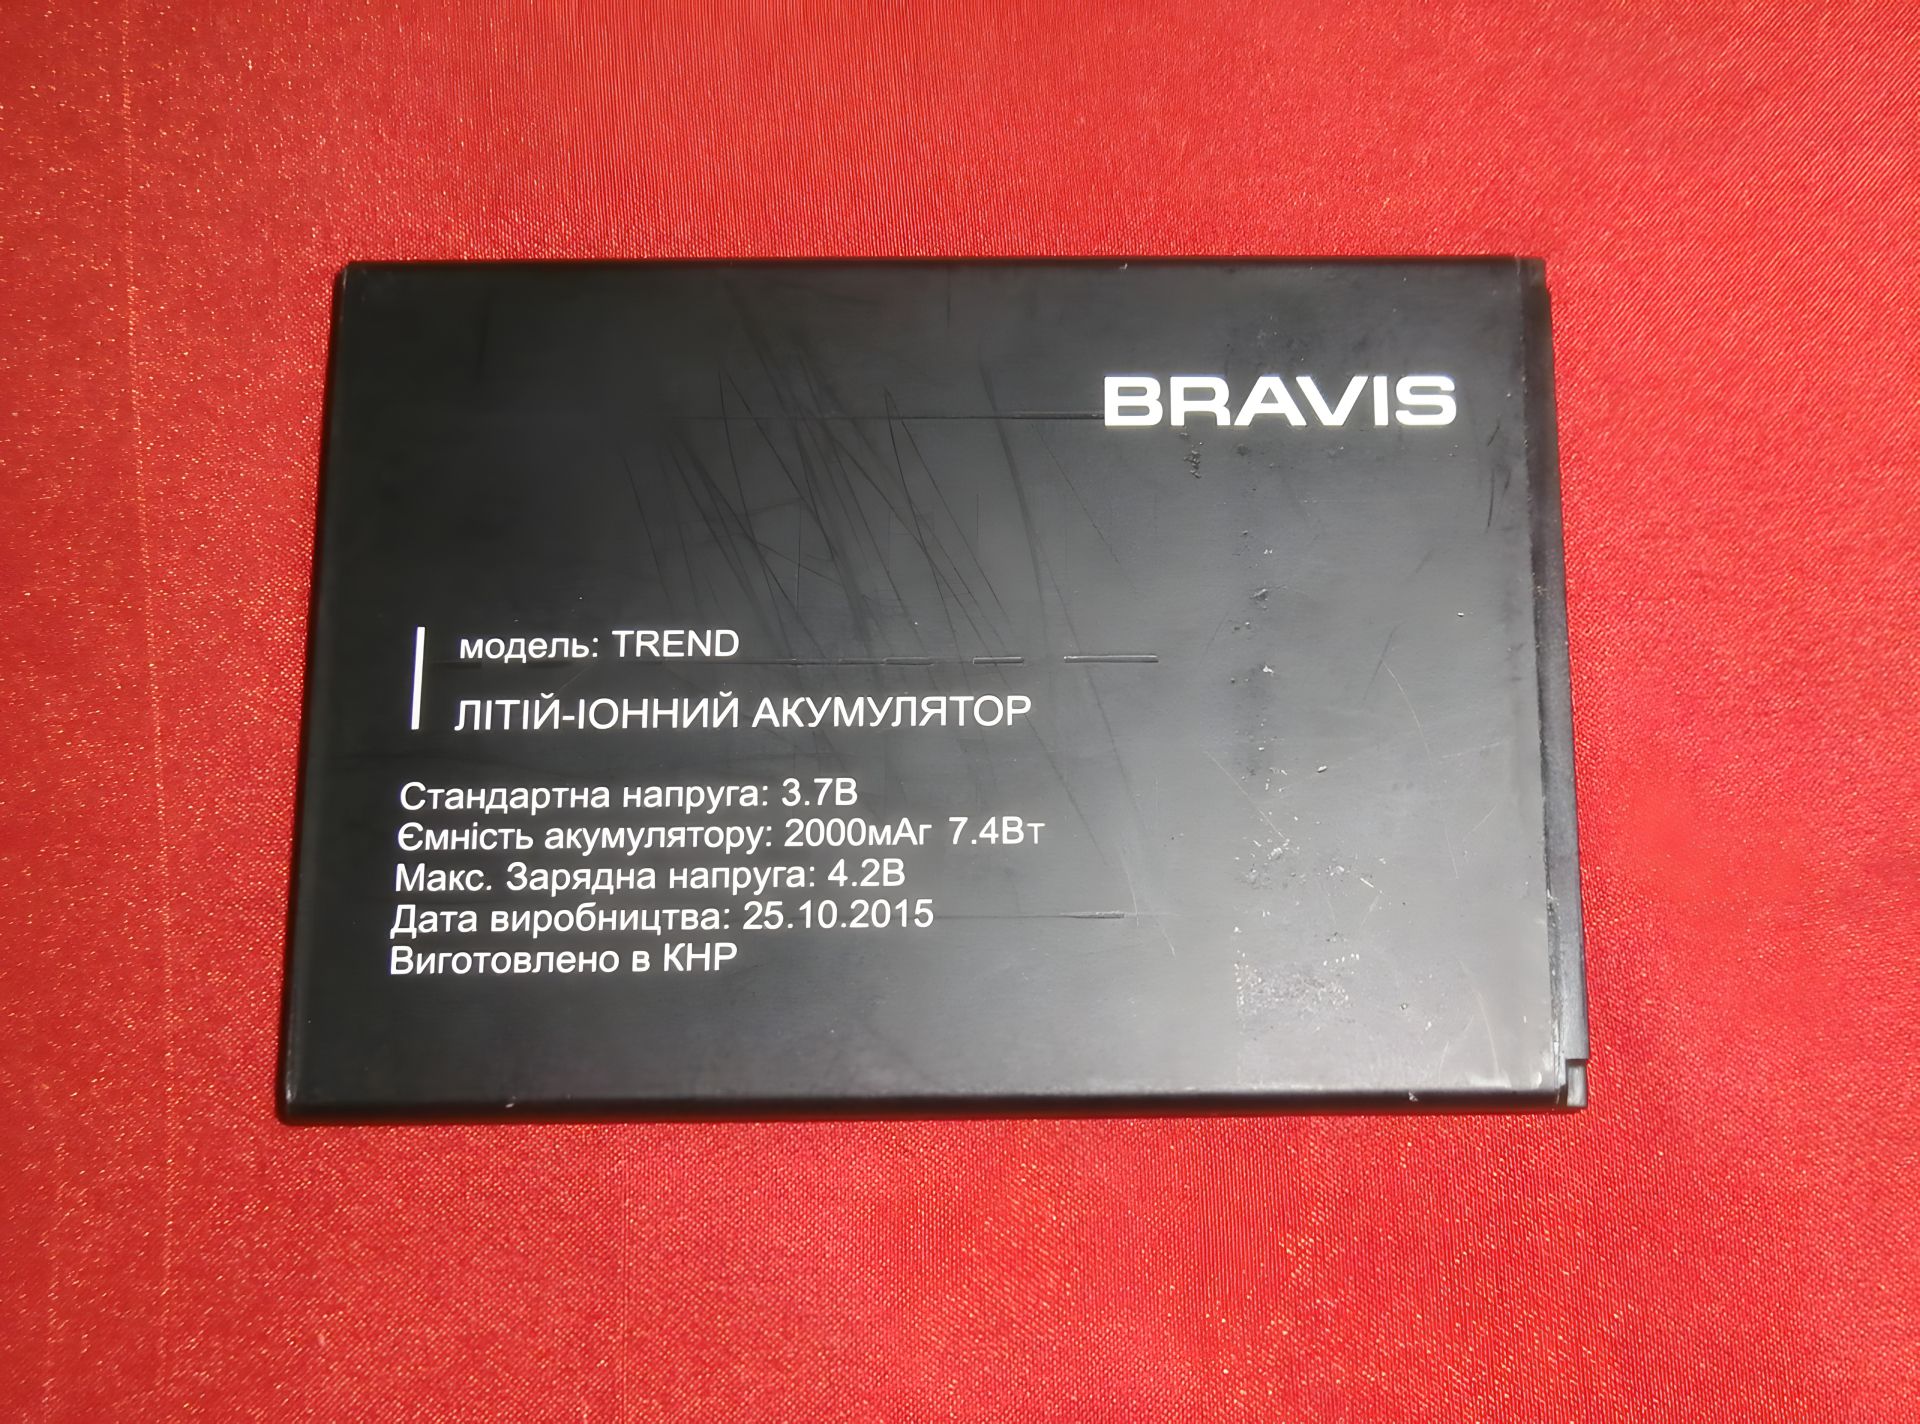 BRAVIS
модель: TREND
ЛІТІЙ-ІОННИЙ АКУМУЛЯТОР
Стандартна напруга: 3.7В
Ємність акумулятору: 2000мАг 7.4Вт
Макс. Зарядна напруга: 4.2В
Дата виробництва: 25.10.2015
Виготовлено в КНР